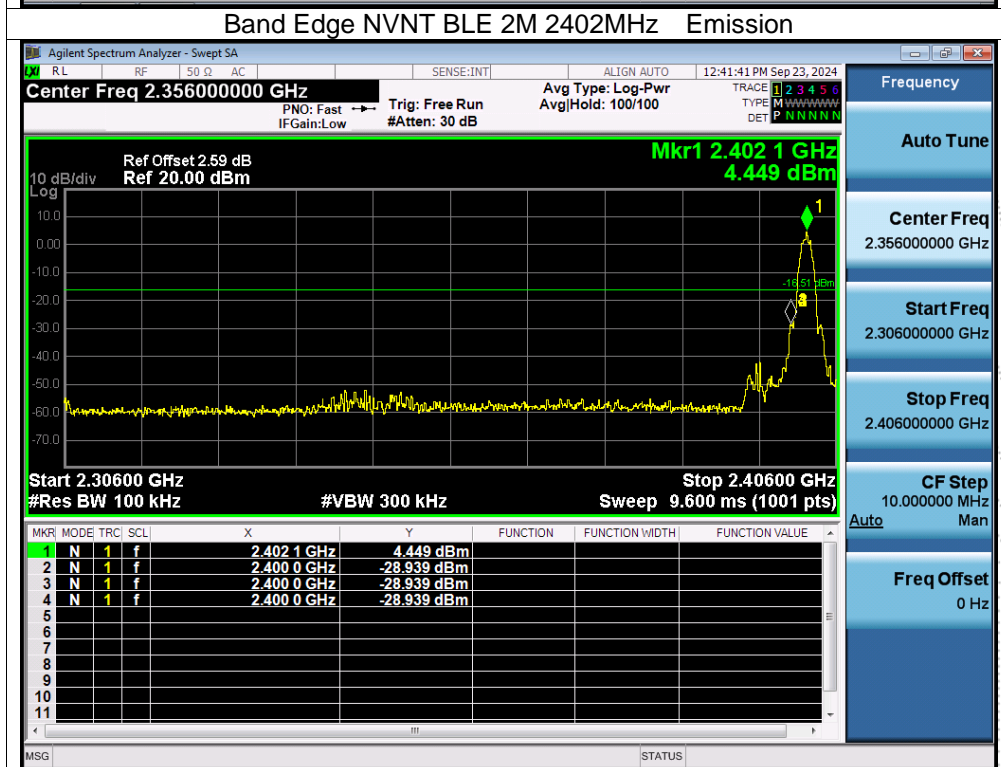 Band Edge NVNT BLE 2M 2402MHz Emission
Agilent Spectrum Analyzer - Swept SA
LXI RL RF 50 Ω AC SENSE:INT ALIGN AUTO 12:41:41 PM Sep 23, 2024
Center Freq 2.356000000 GHz
PNO: Fast
IFGain:Low
Trig: Free Run
#Atten: 30 dB
Avg Type: Log-Pwr
Avg|Hold: 100/100
TRACE 1 2 3 4 5 6
TYPE M WWWWW
DET P N N N N N
Mkr1 2.402 1 GHz
4.449 dBm
Ref Offset 2.59 dB
Ref 20.00 dBm
10 dB/div
Log
10.0
0.00
-10.0
-20.0
-30.0
-40.0
-50.0
-60.0
-70.0
1
-16.51 dBm
Start 2.30600 GHz
Stop 2.40600 GHz
#Res BW 100 kHz #VBW 300 kHz Sweep 9.600 ms (1001 pts)
MKR MODE TRC SCL X Y FUNCTION FUNCTION WIDTH FUNCTION VALUE
1 N 1 f 2.402 1 GHz 4.449 dBm
2 N 1 f 2.400 0 GHz -28.939 dBm
3 N 1 f 2.400 0 GHz -28.939 dBm
4 N 1 f 2.400 0 GHz -28.939 dBm
5
6
7
8
9
10
11
MSG STATUS
Frequency
Auto Tune
Center Freq
2.356000000 GHz
Start Freq
2.306000000 GHz
Stop Freq
2.406000000 GHz
CF Step
10.000000 MHz
Auto Man
Freq Offset
0 Hz